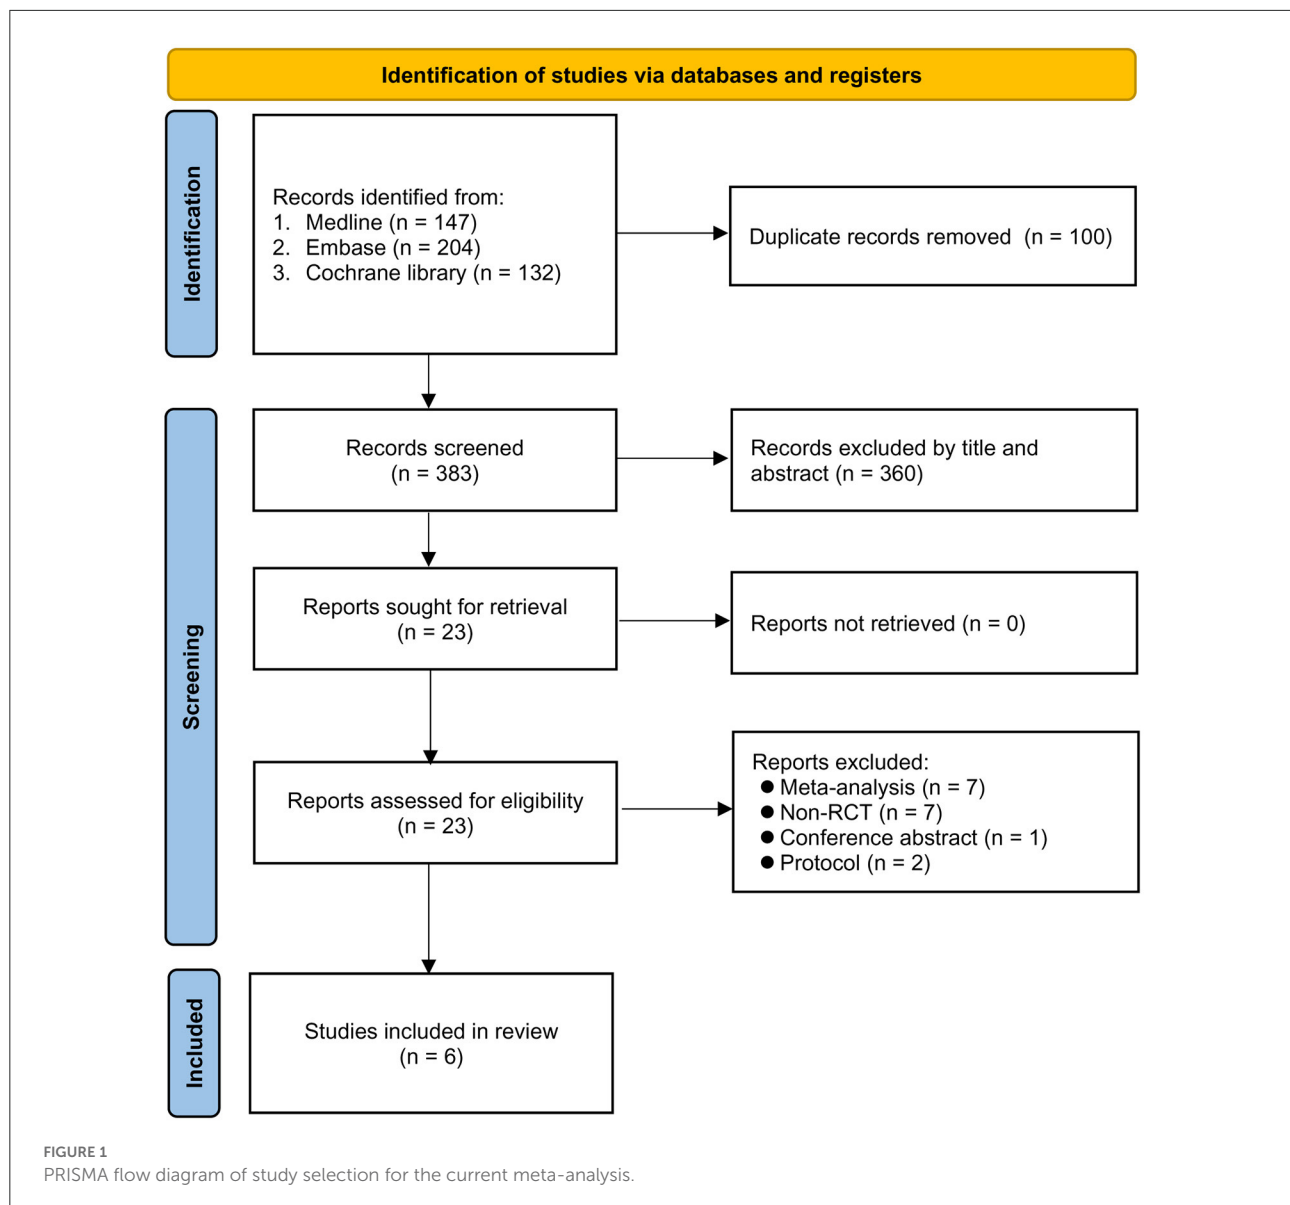 Identification of studies via databases and registers
Identification
Records identified from:
1. Medline (n = 147)
2. Embase (n = 204)
3. Cochrane library (n = 132)
Duplicate records removed (n = 100)
Screening
Records screened
(n = 383)
Records excluded by title and
abstract (n = 360)
Reports sought for retrieval
(n = 23)
Reports not retrieved (n = 0)
Reports assessed for eligibility
(n = 23)
Reports excluded:
● Meta-analysis (n = 7)
● Non-RCT (n = 7)
● Conference abstract (n = 1)
● Protocol (n = 2)
Included
Studies included in review
(n = 6)
FIGURE 1
PRISMA flow diagram of study selection for the current meta-analysis.